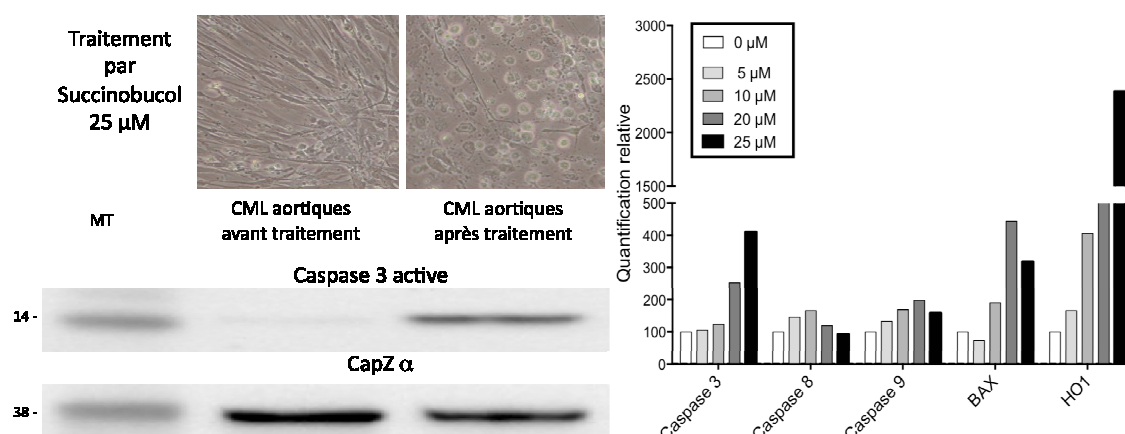 Traitement
par
Succinobucol
25 µM
MT
CML aortiques
avant traitement
CML aortiques
après traitement
Caspase 3 active
14 -
CapZ α
38 -
Quantification relative
3000
2500
2000
1500
500
400
300
200
100
0
0 µM
5 µM
10 µM
20 µM
25 µM
Caspase 3
Caspase 8
Caspase 9
BAX
HO1